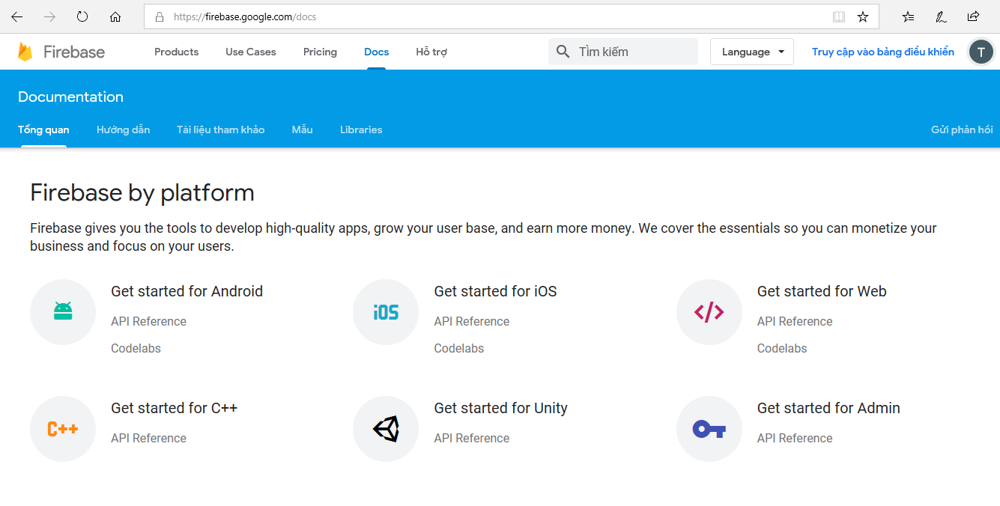 https://firebase.google.com/docs
Firebase
Products
Use Cases
Pricing
Docs
Hỗ trợ
Tìm kiếm
Language
Truy cập vào bảng điều khiển
T
Documentation
Tổng quan
Hướng dẫn
Tài liệu tham khảo
Mẫu
Libraries
Gửi phản hồi
Firebase by platform
Firebase gives you the tools to develop high-quality apps, grow your user base, and earn more money. We cover the essentials so you can monetize your
business and focus on your users.
Get started for Android
API Reference
Codelabs
iOS
Get started for iOS
API Reference
Codelabs
</>
Get started for Web
API Reference
Codelabs
C++
Get started for C++
API Reference
Get started for Unity
API Reference
Get started for Admin
API Reference